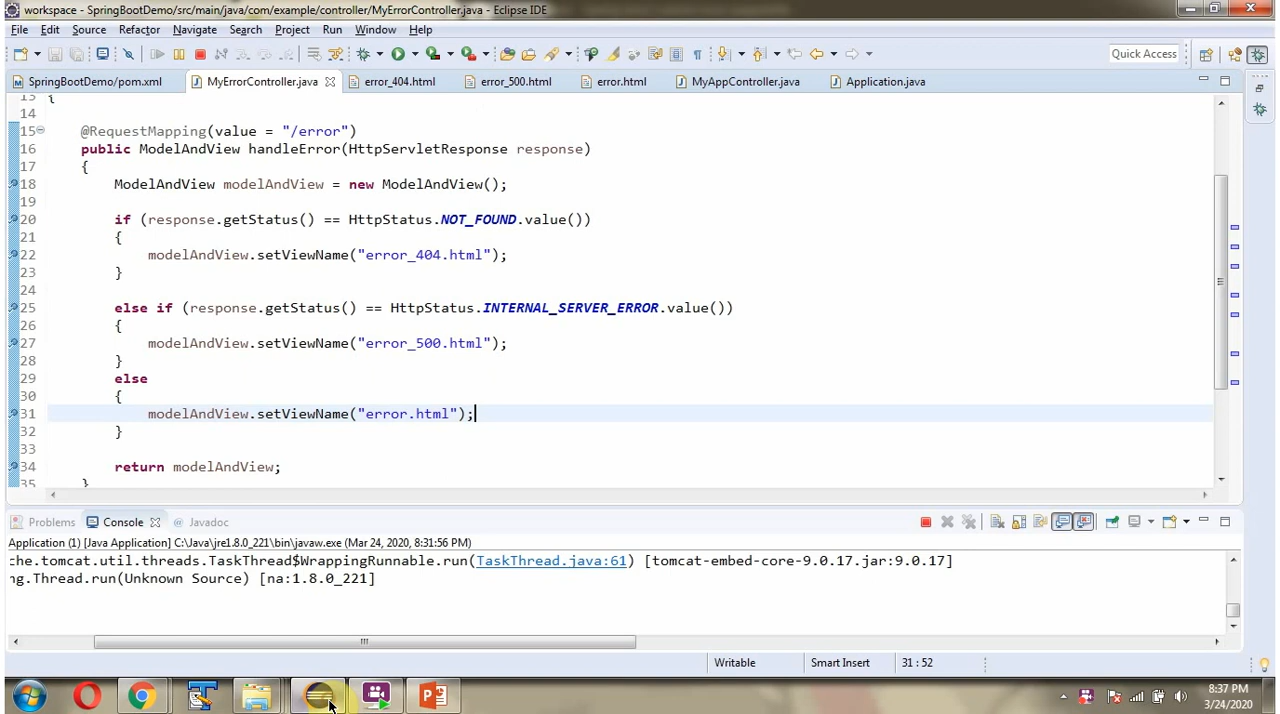 workspace - SpringBootDemo/src/main/java/com/example/controller/MyErrorController.java - Eclipse IDE
File Edit Source Refactor Navigate Search Project Run Window Help
Quick Access
SpringBootDemo/pom.xml MyErrorController.java error_404.html error_500.html error.html MyAppController.java Application.java
13 {
14
15 @RequestMapping(value = "/error")
16 public ModelAndView handleError(HttpServletResponse response)
17 {
18 ModelAndView modelAndView = new ModelAndView();
19
20 if (response.getStatus() == HttpStatus.NOT_FOUND.value())
21 {
22 modelAndView.setViewName("error_404.html");
23 }
24
25 else if (response.getStatus() == HttpStatus.INTERNAL_SERVER_ERROR.value())
26 {
27 modelAndView.setViewName("error_500.html");
28 }
29 else
30 {
31 modelAndView.setViewName("error.html");
32 }
33
34 return modelAndView;
35 }
Problems Console Javadoc
Application (1) [Java Application] C:\Java\jre1.8.0_221\bin\javaw.exe (Mar 24, 2020, 8:31:56 PM)
che.tomcat.util.threads.TaskThread$WrappingRunnable.run(TaskThread.java:61) [tomcat-embed-core-9.0.17.jar:9.0.17]
ng.Thread.run(Unknown Source) [na:1.8.0_221]
Writable Smart Insert 31 : 52
8:37 PM
3/24/2020